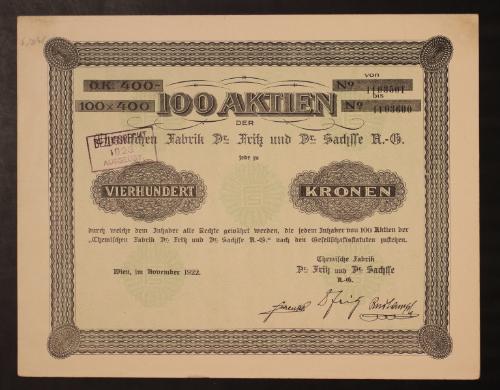 Ö.K. 400.-
100 x 400
von
No 1103501
bis
No 1103600
100 AKTIEN
DER
Chemischen Fabrik Dr. Fritz und Dr. Sachsse A.-G.
jede zu
VIERHUNDERT KRONEN
BEZUGSRECHT
1923
durch welche dem Inhaber alle Rechte gewährt werden, die jedem Inhaber von 100 Aktien der
„Chemischen Fabrik Dr. Fritz und Dr. Sachsse A.-G.“ nach den Gesellschaftsstatuten zustehen.
Wien, im November 1922.
Chemische Fabrik
Dr. Fritz und Dr. Sachsse
A.-G.